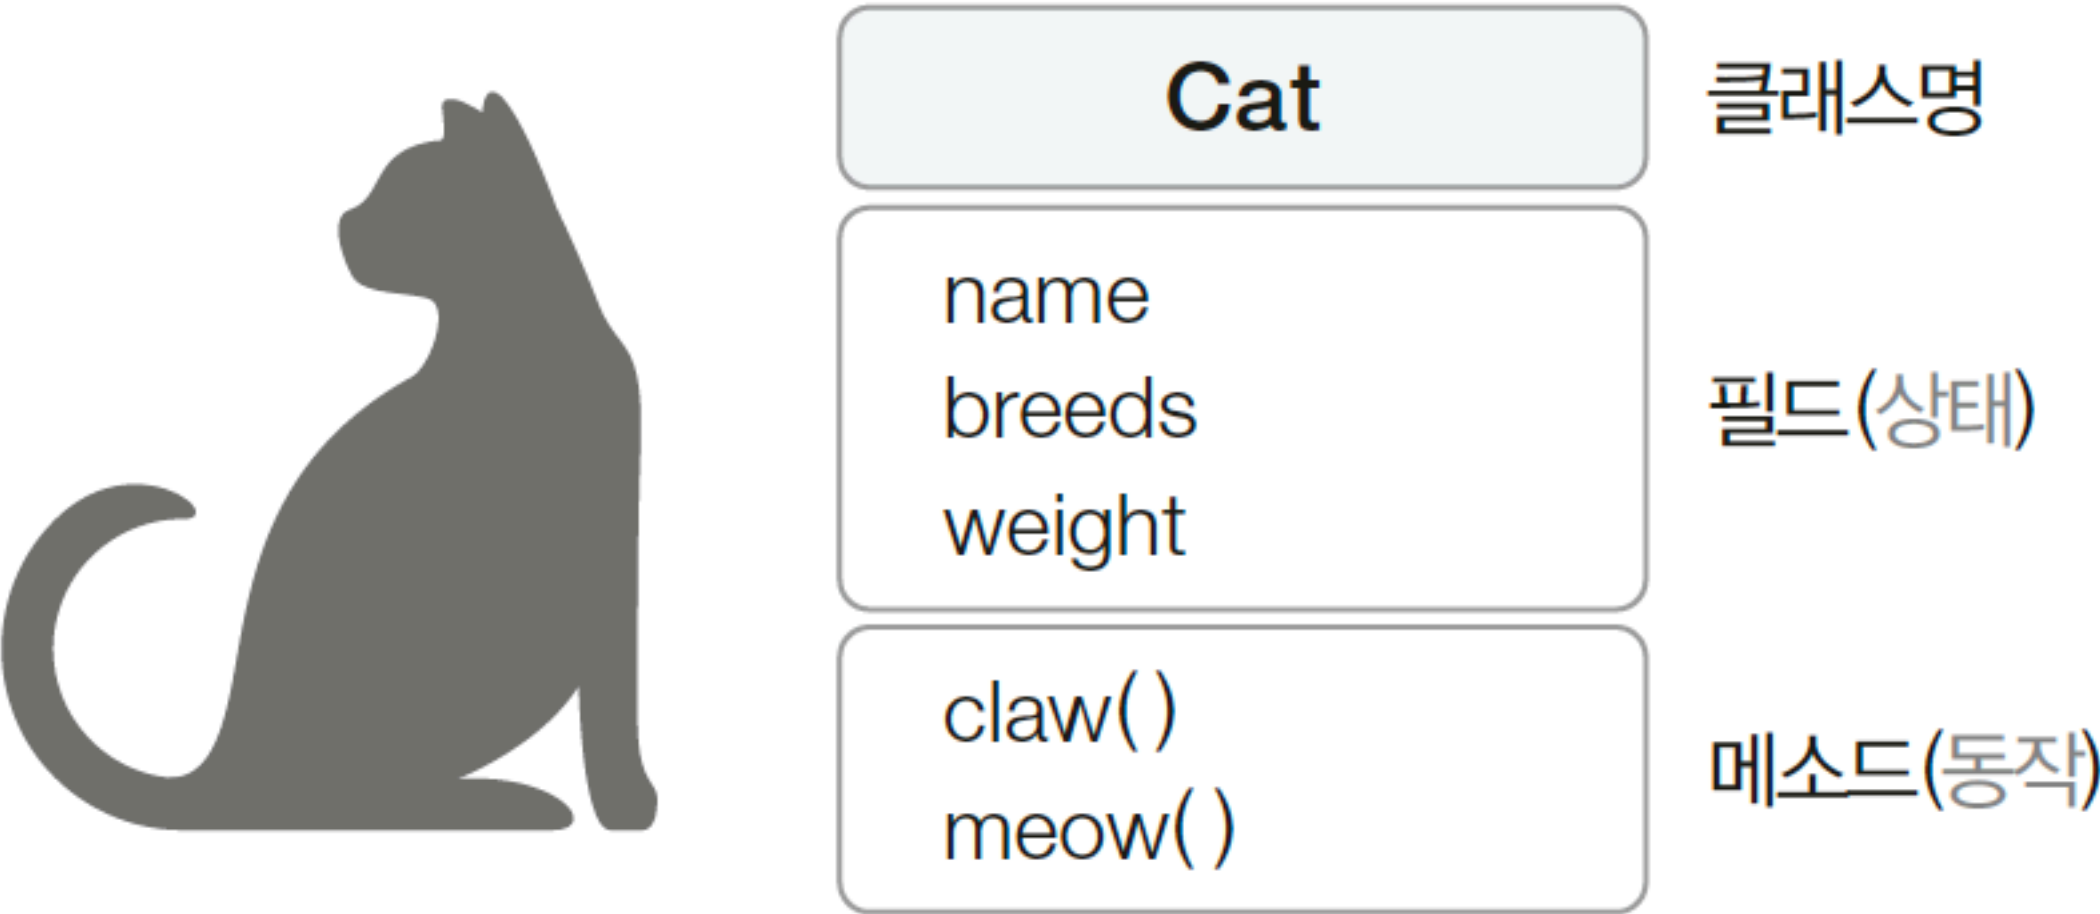 Cat
클래스명
name
breeds
weight
필드(상태)
claw()
meow()
메소드(동작)